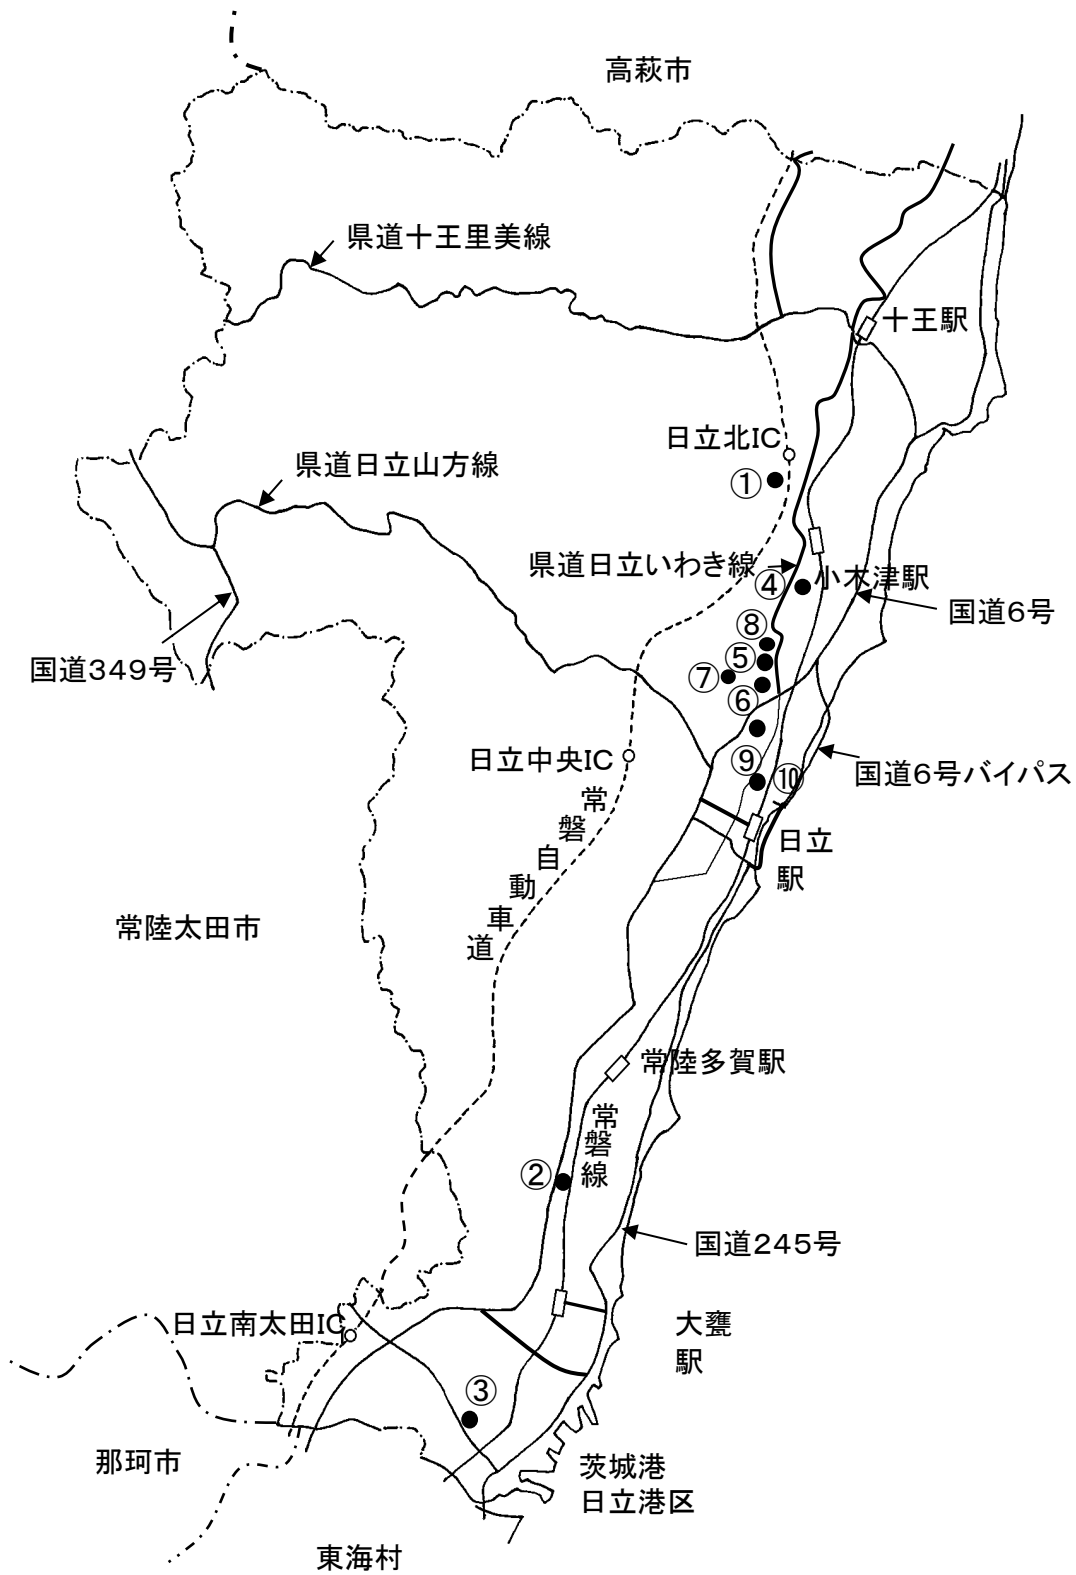 高萩市
県道十王里美線
十王駅
日立北IC
①
県道日立山方線
県道日立いわき線
④
小木津駅
国道6号
⑧
⑤
⑦
⑥
国道349号
日立中央IC
⑨
⑩
国道6号バイパス
日立
駅
常磐自動車道
常陸太田市
常陸多賀駅
常磐線
②
国道245号
日立南太田IC
大甕
駅
③
那珂市
茨城港
日立港区
東海村